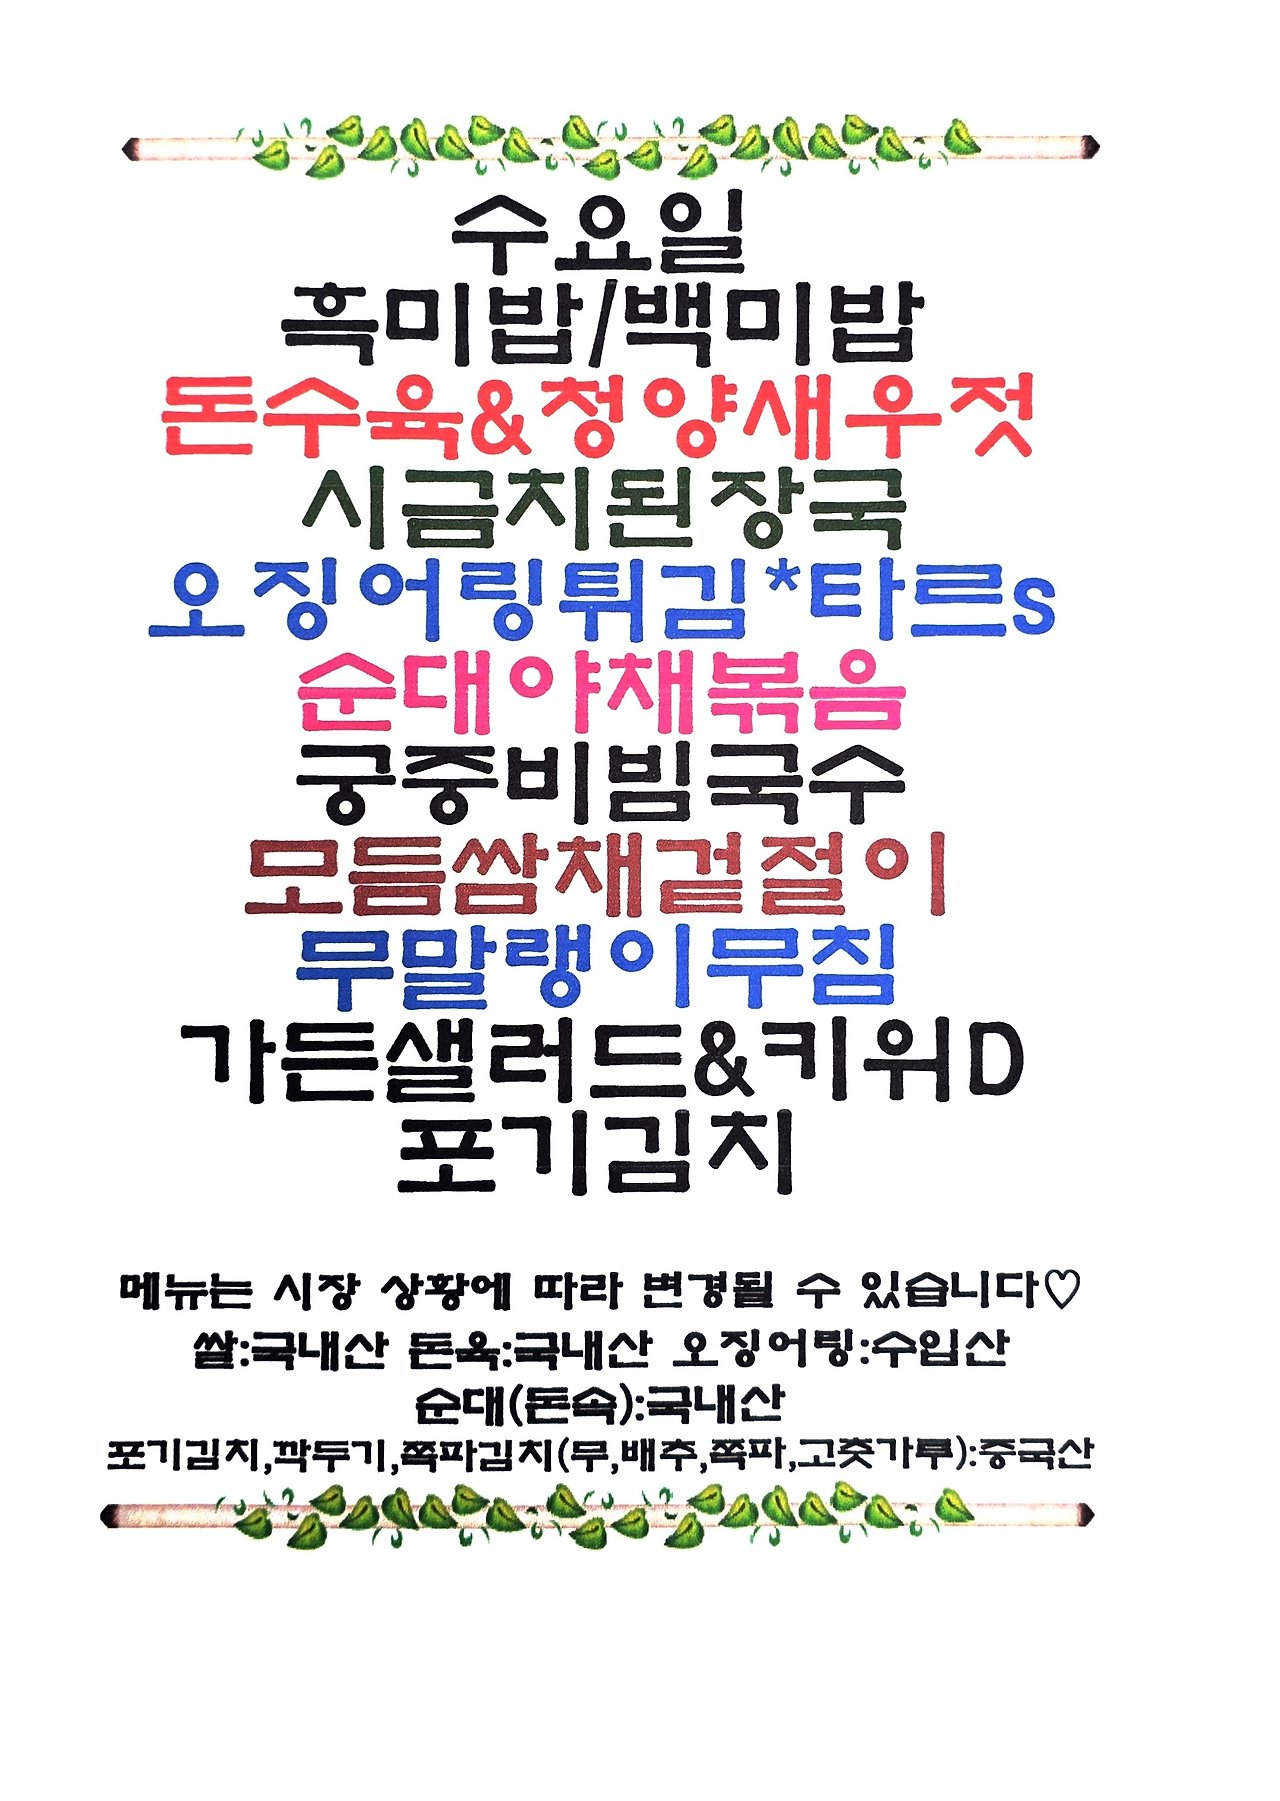 수요일
흑미밥/백미밥
돈수육&청양새우젓
시금치된장국
오징어링튀김*타르s
순대야채볶음
궁중비빔국수
모듬쌈채겉절이
무말랭이무침
가든샐러드&키위D
포기김치
메뉴는 시장 상황에 따라 변경될 수 있습니다♡
쌀:국내산 돈육:국내산 오징어링:수입산
순대(돈속):국내산
포기김치,깍두기,쪽파김치(무,배추,쪽파,고춧가루):중국산